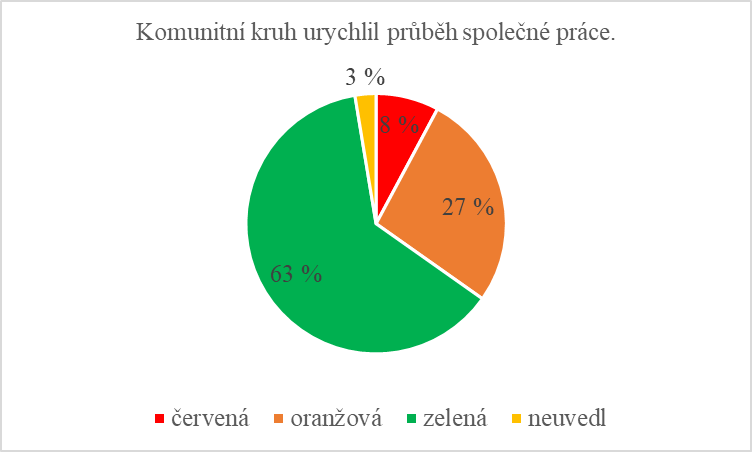 Komunitní kruh urychlil průběh společné práce.
3 %
8 %
27 %
63 %
červená oranžová zelená neuvedl